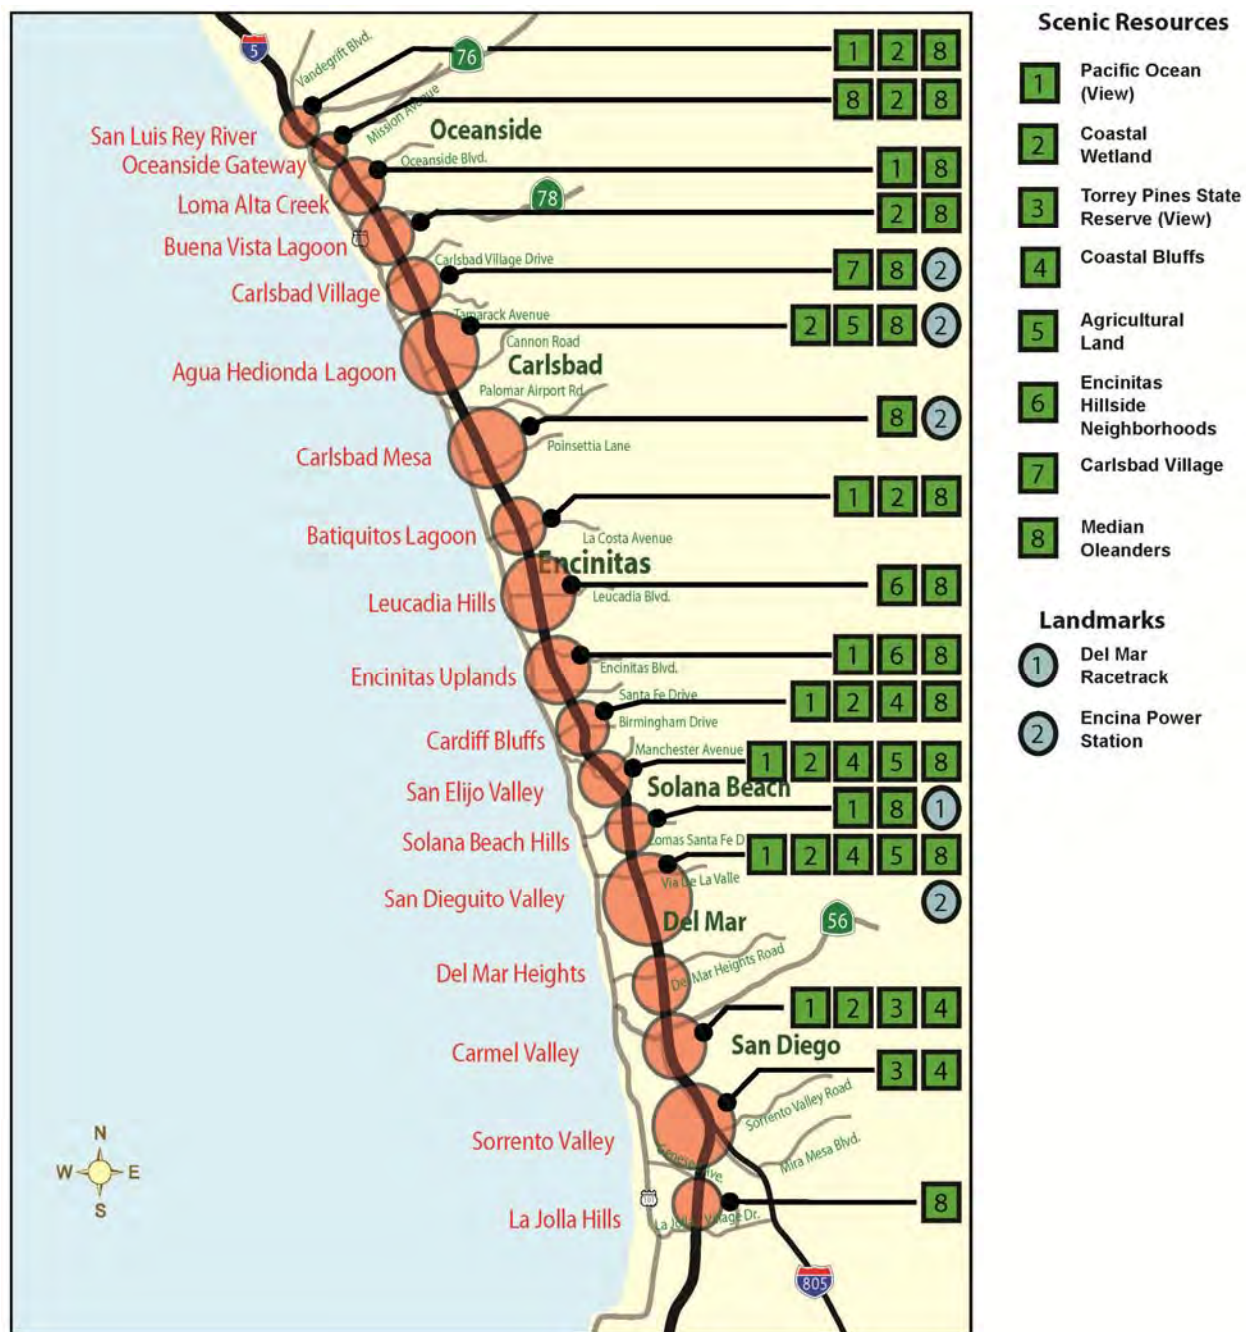 5
Vandegrift Blvd.
76
1 2 8
Mission Avenue
8 2 8
San Luis Rey River
Oceanside
Oceanside Gateway
Oceanside Blvd.
1 8
Loma Alta Creek
78
2 8
Buena Vista Lagoon
Carlsbad Village Drive
7 8 2
Carlsbad Village
Tamarack Avenue
2 5 8 2
Cannon Road
Agua Hedionda Lagoon
Carlsbad
Palomar Airport Rd.
8 2
Carlsbad Mesa
Poinsettia Lane
1 2 8
Batiquitos Lagoon
La Costa Avenue
Encinitas
Leucadia Hills
Leucadia Blvd.
6 8
Encinitas Uplands
Encinitas Blvd.
1 6 8
Santa Fe Drive
1 2 4 8
Cardiff Bluffs
Birmingham Drive
Manchester Avenue
1 2 4 5 8
San Elijo Valley
Solana Beach
1 8 1
Solana Beach Hills
Lomas Santa Fe D
1 2 4 5 8
Via De La Valle
San Dieguito Valley
2
Del Mar
56
Del Mar Heights
Del Mar Heights Road
1 2 3 4
Carmel Valley
San Diego
3 4
Sorrento Valley
Sorrento Valley Road
Mira Mesa Blvd.
101
8
La Jolla Hills
La Jolla Village Dr.
805
N
W E
S
Scenic Resources
1 Pacific Ocean
(View)
2 Coastal
Wetland
3 Torrey Pines State
Reserve (View)
4 Coastal Bluffs
5 Agricultural
Land
6 Encinitas
Hillside
Neighborhoods
7 Carlsbad Village
8 Median
Oleanders
Landmarks
1 Del Mar
Racetrack
2 Encina Power
Station